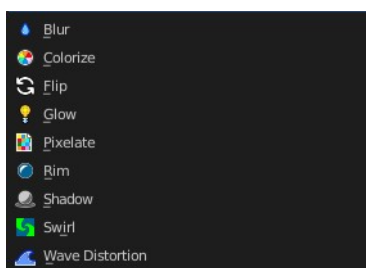 Blur
Colorize
Flip
Glow
Pixelate
Rim
Shadow
Swirl
Wave Distortion